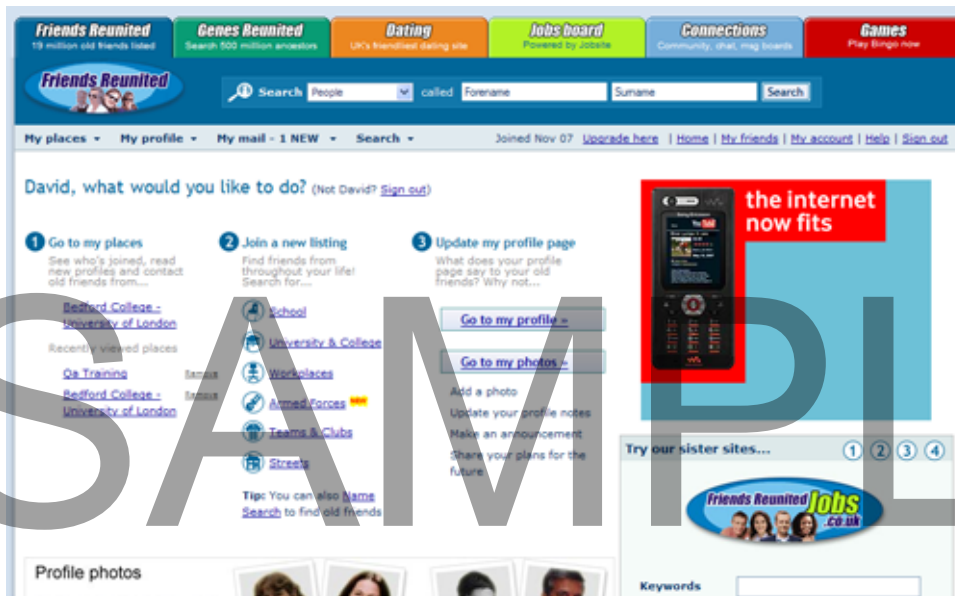 Friends Reunited
19 million old friends listed
Genes Reunited
Search 500 million ancestors
Dating
UK's friendliest dating site
Jobs board
Powered by Jobsite
Connections
Community, chat, msg boards
Games
Play Bingo now
Friends Reunited
Search People called Forename Surname Search
My places My profile My mail - 1 NEW Search
Joined Nov 07 Upgrade here | Home | My friends | My account | Help | Sign out
David, what would you like to do? (Not David? Sign out)
1 Go to my places
See who's joined, read
new profiles and contact
old friends from...
Bedford College -
University of London
Recently viewed places
Qa Training Remove
Bedford College - Remove
University of London
2 Join a new listing
Find friends from
throughout your life!
Search for...
School
University & College
Workplaces
Armed Forces NEW
Teams & Clubs
Streets
Tip: You can also Name
Search to find old friends
3 Update my profile page
What does your profile
page say to your old
friends? Why not...
Go to my profile »
Go to my photos »
Add a photo
Update your profile notes
Make an announcement
Share your plans for the
future
the internet
now fits
Try our sister sites... 1 2 3 4
Friends Reunited Jobs
.co.uk
Keywords
Profile photos
SAMPL